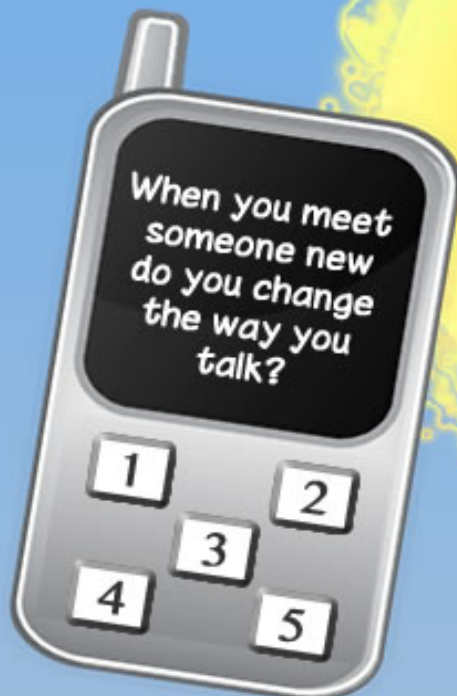 When you meet
someone new
do you change
the way you
talk?
1 2
3
4 5